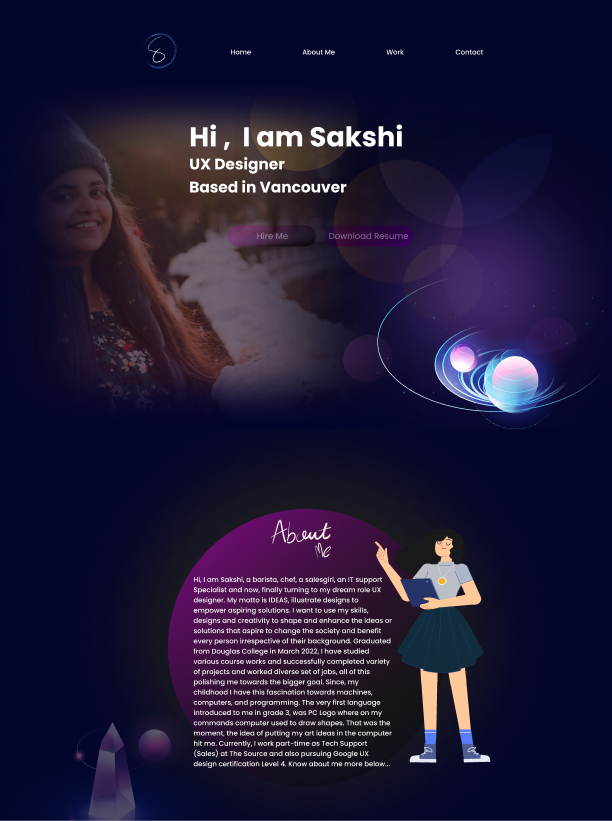 S
Home About Me Work Contact
Hi , I am Sakshi
UX Designer
Based in Vancouver
Hire Me Download Resume
About
Me
Hi, I am Sakshi, a barista, chef, a salesgirl, an IT support
Specialist and now, finally turning to my dream role UX
designer. My motto is IDEAS, illustrate designs to
empower aspiring solutions. I want to use my skills,
designs and creativity to shape and enhance the ideas or
solutions that aspire to change the society and benefit
every person irrespective of their background. Graduated
from Douglas College in March 2022, I have studied
various course works and successfully completed variety
of projects and worked diverse set of jobs, all of this
polishing me towards the bigger goal. Since, my
childhood I have this fascination towards machines,
computers, and programming. The very first language
introduced to me in grade 3, was PC Logo where on my
commands computer used to draw shapes. That was the
moment, the idea of putting my art ideas in the computer
hit me. Currently, I work part-time as Tech Support
(Sales) at The Source and also pursuing Google UX
design certification Level 4. Know about me more below...